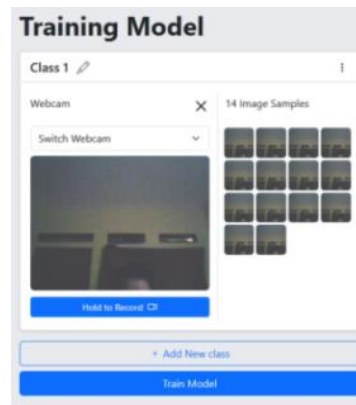 Training Model
Class 1
Webcam
14 Image Samples
Switch Webcam
Hold to Record
+ Add New class
Train Model